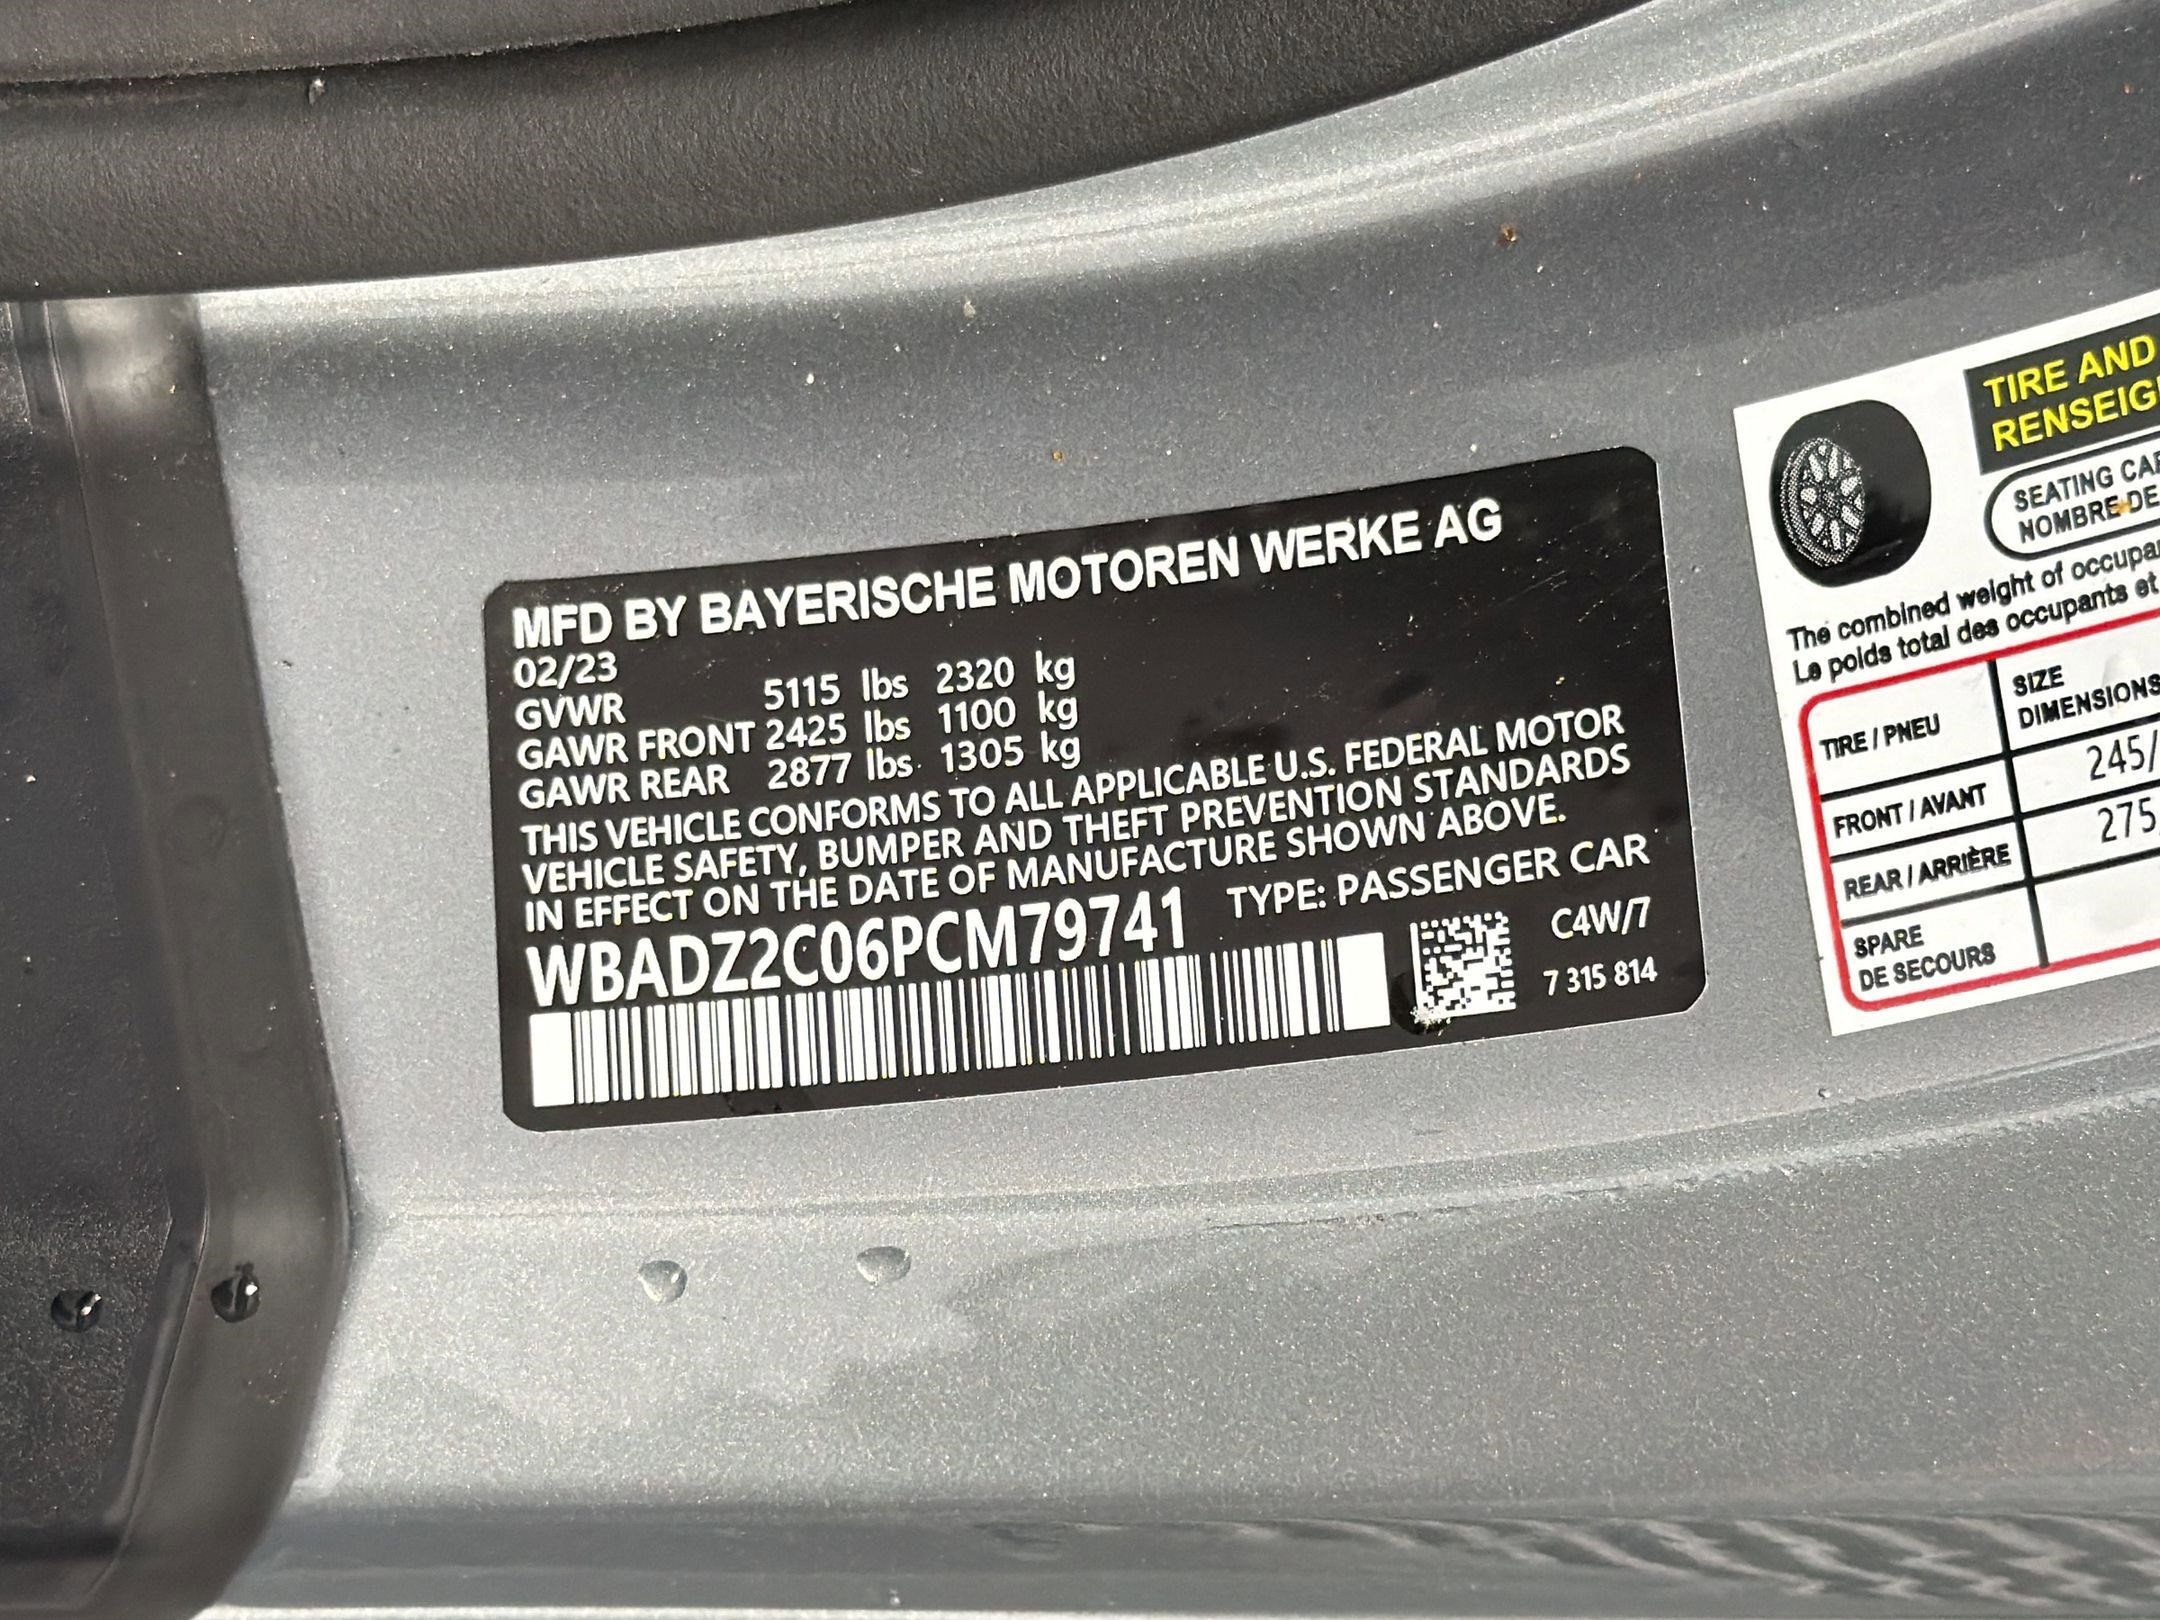 MFD BY BAYERISCHE MOTOREN WERKE AG
02/23
GVWR 5115 lbs 2320 kg
GAWR FRONT 2425 lbs 1100 kg
GAWR REAR 2877 lbs 1305 kg
THIS VEHICLE CONFORMS TO ALL APPLICABLE U.S. FEDERAL MOTOR
VEHICLE SAFETY, BUMPER AND THEFT PREVENTION STANDARDS
IN EFFECT ON THE DATE OF MANUFACTURE SHOWN ABOVE.
WBADZ2C06PCM79741 TYPE: PASSENGER CAR
C4W/7
7 315 814
TIRE AND
RENSEIG
SEATING CAP
NOMBRE DE
The combined weight of occupa
Le poids total des occupants et
TIRE / PNEU
SIZE
DIMENSIONS
FRONT / AVANT 245/
REAR / ARRIÈRE 275
SPARE
DE SECOURS